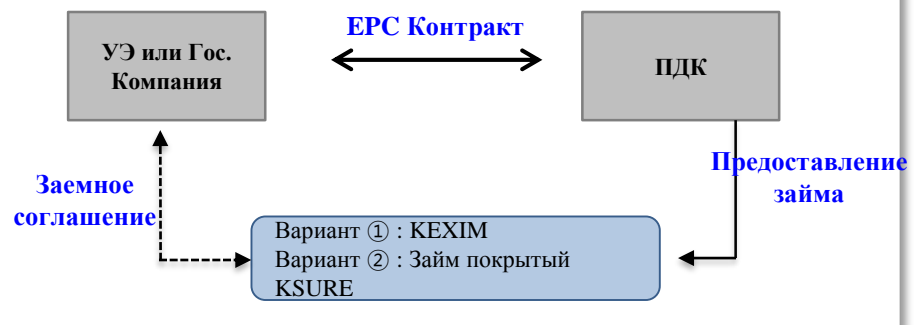 EPC Контракт
УЭ или Гос.
Компания
ПДК
Заемное
соглашение
Предоставление
займа
Вариант ① : KEXIM
Вариант ② : Займ покрытый
KSURE